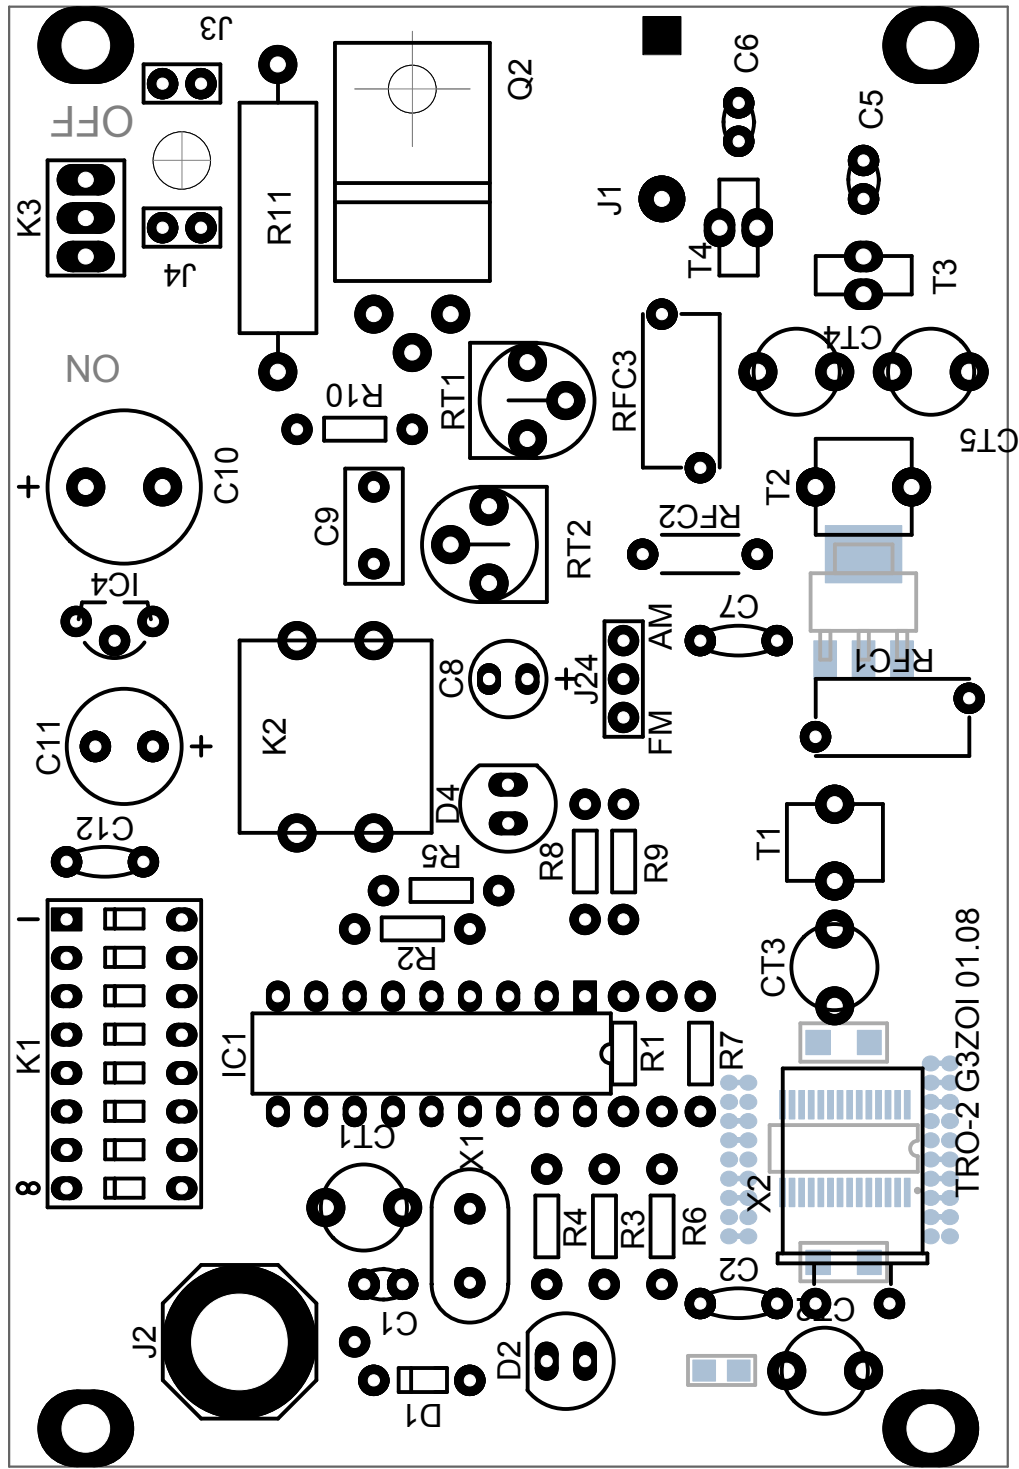 J3
Q2
C6
C5
OFF
K3
R11
J1
J4
T4
T3
CT4
ON
R10
RT1
RFC3
CT5
+
C10
C9
RT2
RFC2
T2
IC4
C7
AM
C8
+
J24
RFC1
C11
+
K2
FM
D4
C12
R5
R8
R9
T1
R2
CT3
1
K1
IC1
R1
R7
TRO-2 G3ZOI 01.08
CT1
X1
8
R4
R3
R6
X2
C2
C1
J2
D2
D1